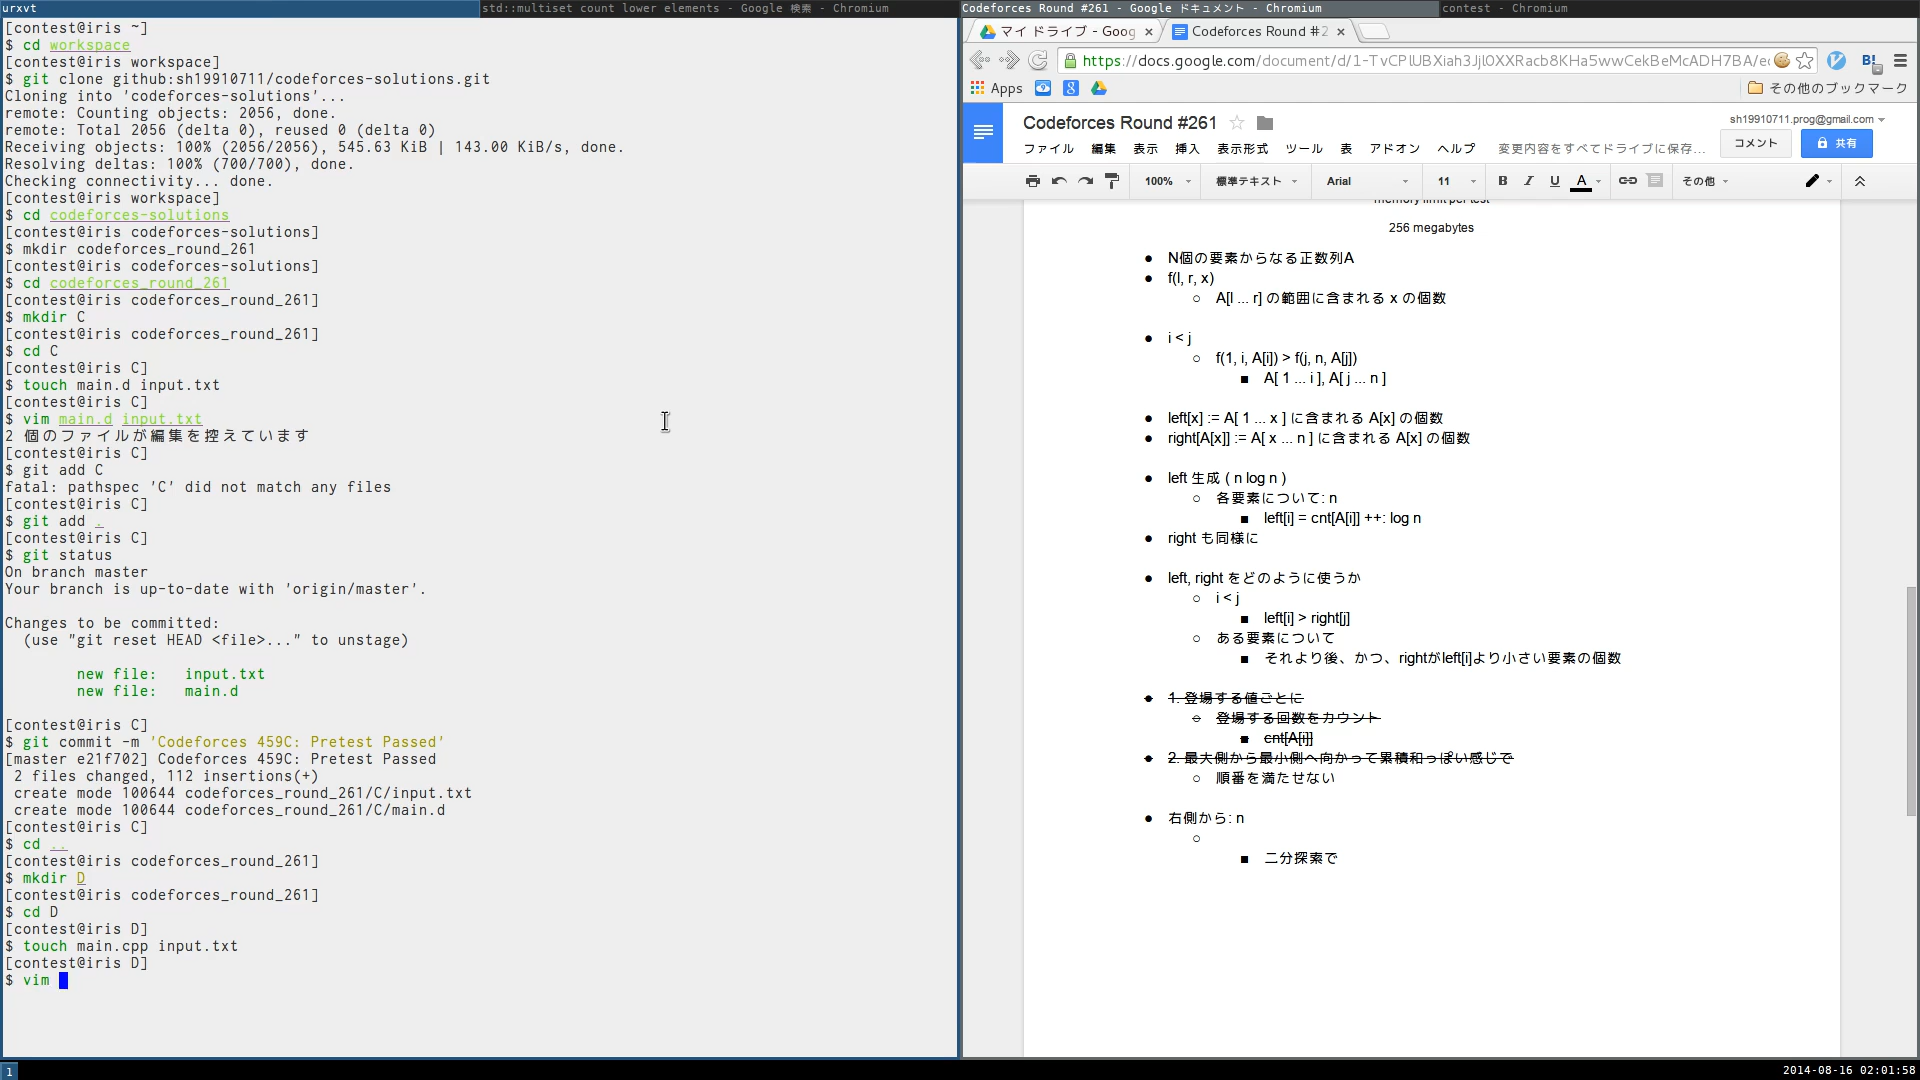 urxvt
std::multiset count lower elements - Google 検索 - Chromium
Codeforces Round #261 - Google ドキュメント - Chromium
contest - Chromium
[contest@iris ~]
$ cd workspace
[contest@iris workspace]
$ git clone github:sh19910711/codeforces-solutions.git
Cloning into 'codeforces-solutions'...
remote: Counting objects: 2056, done.
remote: Total 2056 (delta 0), reused 0 (delta 0)
Receiving objects: 100% (2056/2056), 545.63 KiB | 143.00 KiB/s, done.
Resolving deltas: 100% (700/700), done.
Checking connectivity... done.
[contest@iris workspace]
$ cd codeforces-solutions
[contest@iris codeforces-solutions]
$ mkdir codeforces_round_261
[contest@iris codeforces-solutions]
$ cd codeforces_round_261
[contest@iris codeforces_round_261]
$ mkdir C
[contest@iris codeforces_round_261]
$ cd C
[contest@iris C]
$ touch main.d input.txt
[contest@iris C]
$ vim main.d input.txt
2 個のファイルが編集を控えています
[contest@iris C]
$ git add C
fatal: pathspec 'C' did not match any files
[contest@iris C]
$ git add .
[contest@iris C]
$ git status
On branch master
Your branch is up-to-date with 'origin/master'.
Changes to be committed:
(use "git reset HEAD <file>..." to unstage)
new file: input.txt
new file: main.d
[contest@iris C]
$ git commit -m 'Codeforces 459C: Pretest Passed'
[master e21f702] Codeforces 459C: Pretest Passed
2 files changed, 112 insertions(+)
create mode 100644 codeforces_round_261/C/input.txt
create mode 100644 codeforces_round_261/C/main.d
[contest@iris C]
$ cd ..
[contest@iris codeforces_round_261]
$ mkdir D
[contest@iris codeforces_round_261]
$ cd D
[contest@iris D]
$ touch main.cpp input.txt
[contest@iris D]
$ vim
マイ ドライブ - Goog
Codeforces Round #2
Apps
その他のブックマーク
Codeforces Round #261
sh19910711.prog@gmail.com
ファイル 編集 表示 挿入 表示形式 ツール 表 アドオン ヘルプ 変更内容をすべてドライブに保存...
コメント
共有
100% 標準テキスト Arial 11 B I U A その他
memory limit per test
256 megabytes
● N個の要素からなる正数列A
● f(l, r, x)
○ A[l ... r] の範囲に含まれる x の個数
● i < j
○ f(1, i, A[i]) > f(j, n, A[j])
■ A[ 1 ... i ], A[ j ... n ]
● left[x] := A[ 1 ... x ] に含まれる A[x] の個数
● right[A[x]] := A[ x ... n ] に含まれる A[x] の個数
● left 生成 ( n log n )
○ 各要素について: n
■ left[i] = cnt[A[i]] ++: log n
● right も同様に
● left, right をどのように使うか
○ i < j
■ left[i] > right[j]
○ ある要素について
■ それより後、かつ、rightがleft[i]より小さい要素の個数
● 1. 登場する値ごとに
○ 登場する回数をカウント
■ cnt[A[i]]
● 2. 最大側から最小側へ向かって累積和っぽい感じで
○ 順番を満たせない
● 右側から: n
○
■ 二分探索で
1
2014-08-16 02:01:58